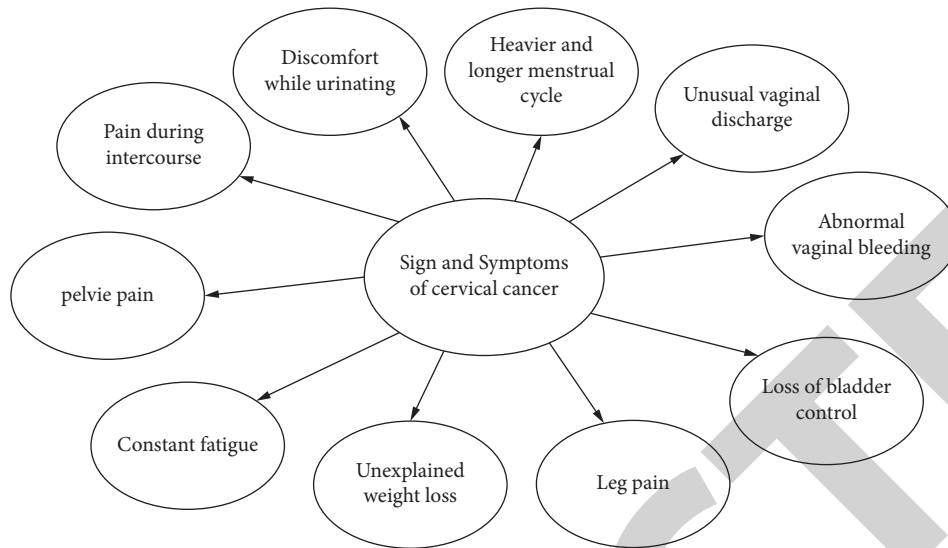 Discomfort
while urinating
Heavier and
longer menstrual
cycle
Unusual vaginal
discharge
Pain during
intercourse
Abnormal
vaginal bleeding
Sign and Symptoms
of cervical cancer
pelvie pain
Loss of bladder
control
Constant fatigue
Unexplained
weight loss
Leg pain